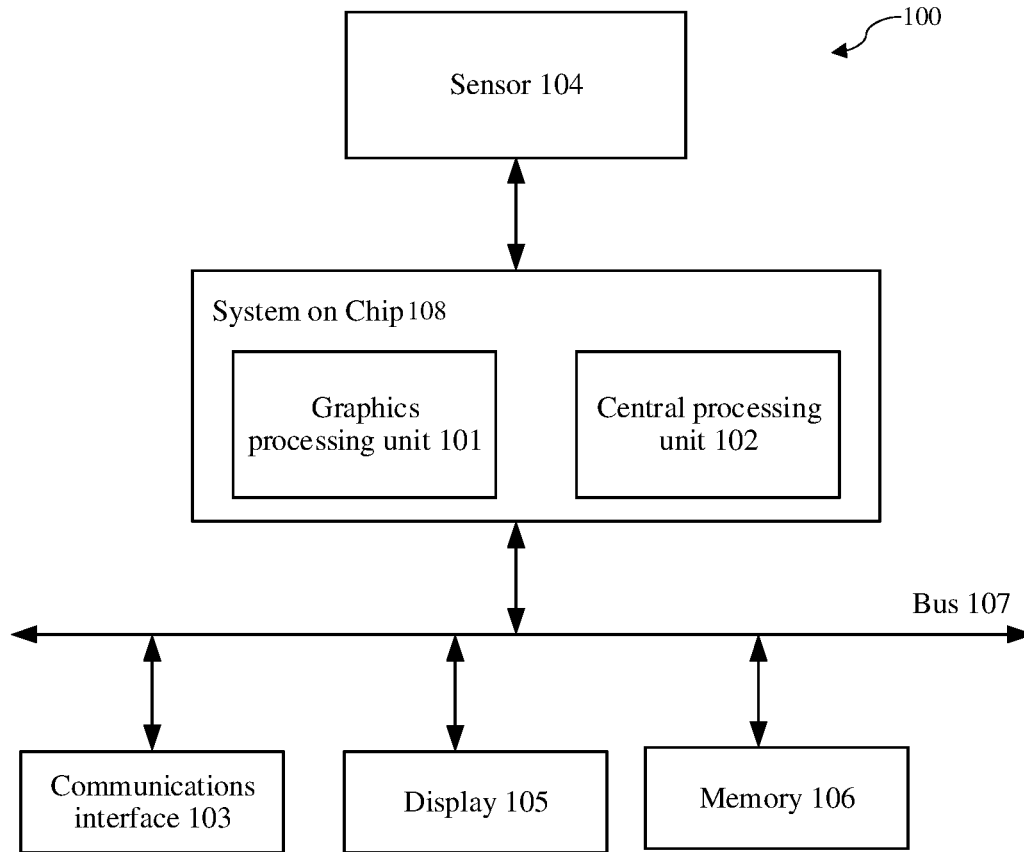 100
Sensor 104
System on Chip 108
Graphics
processing unit 101
Central processing
unit 102
Bus 107
Communications
interface 103
Display 105
Memory 106